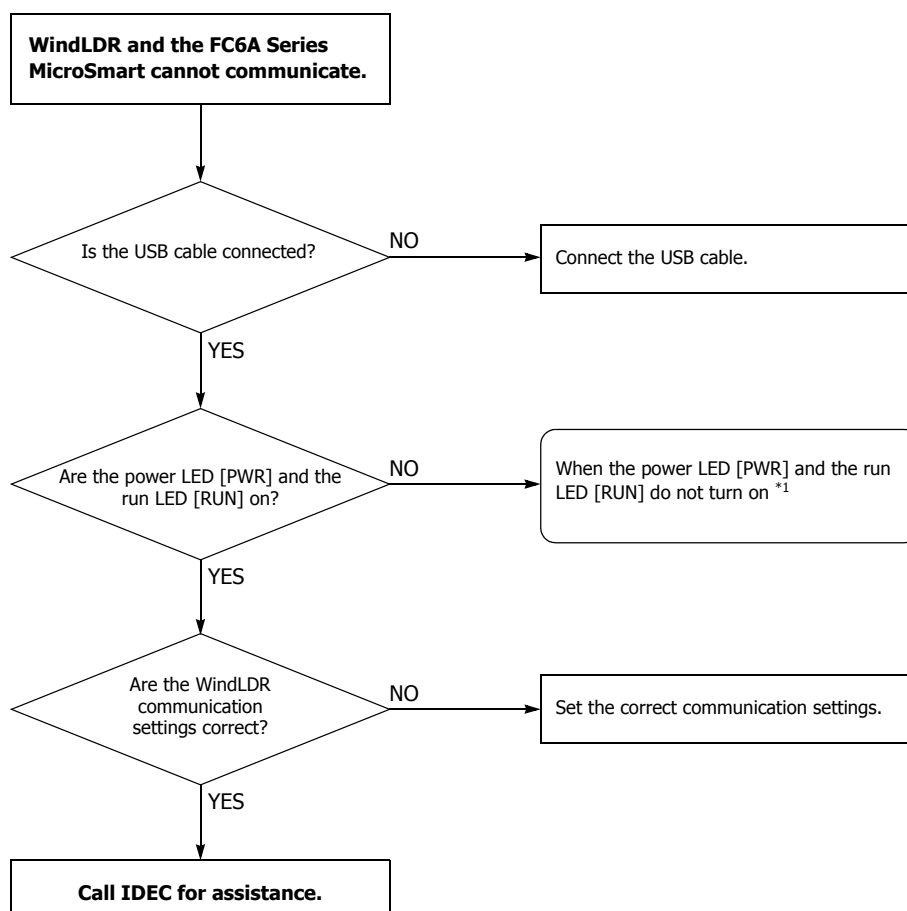 WindLDR and the FC6A Series
MicroSmart cannot communicate.
Is the USB cable connected?
NO
Connect the USB cable.
YES
Are the power LED [PWR] and the
run LED [RUN] on?
NO
When the power LED [PWR] and the run
LED [RUN] do not turn on *1
YES
Are the WindLDR
communication
settings correct?
NO
Set the correct communication settings.
YES
Call IDEC for assistance.